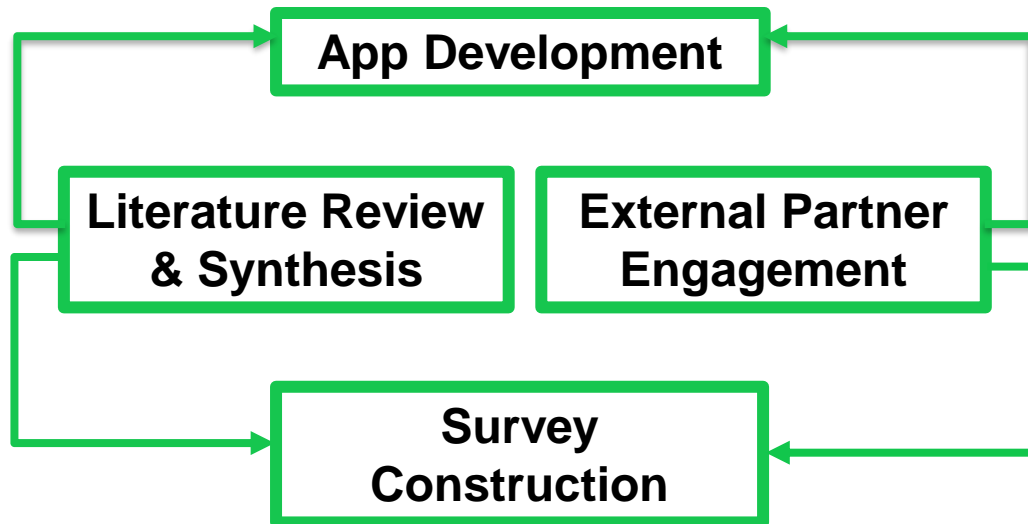 App Development
Literature Review
& Synthesis
External Partner
Engagement
Survey
Construction